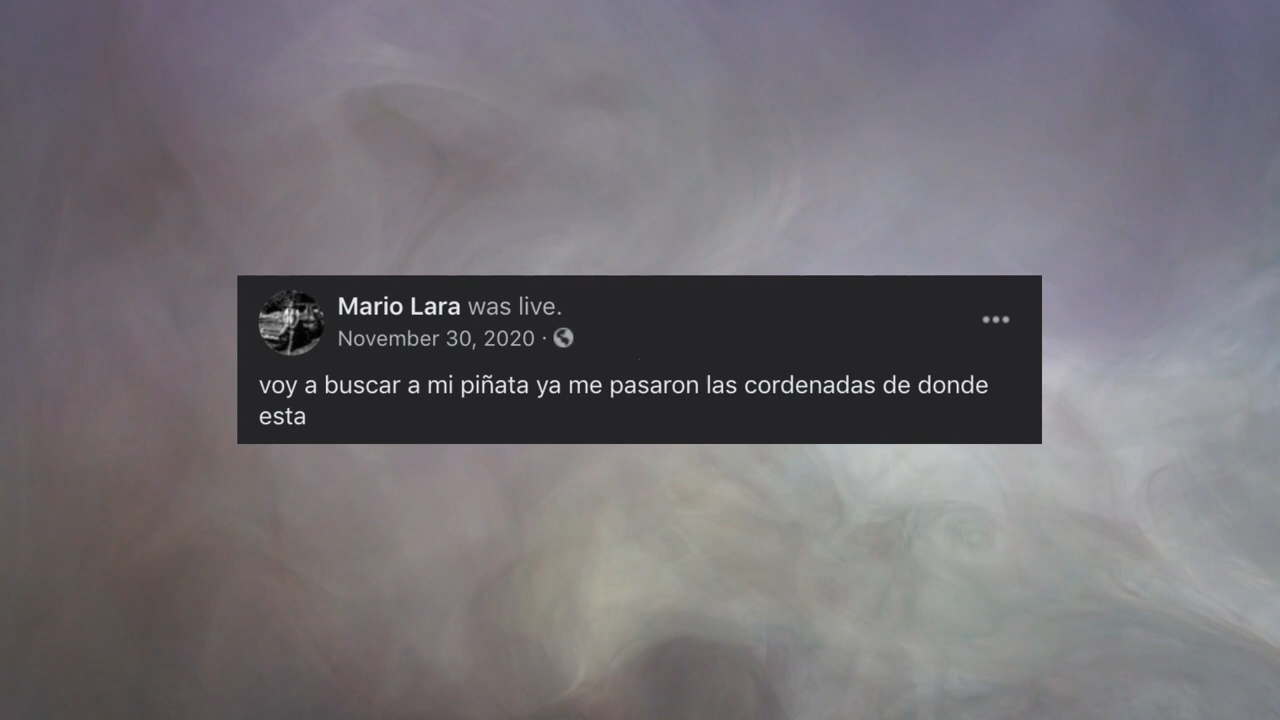 Mario Lara was live.
November 30, 2020 ·
voy a buscar a mi piñata ya me pasaron las cordenadas de donde
esta